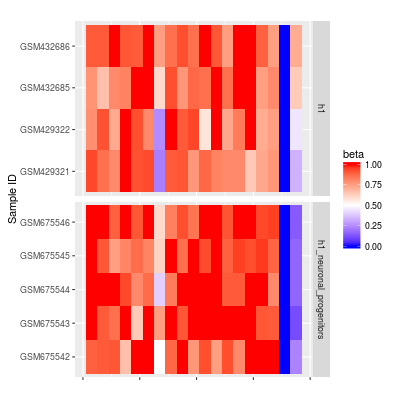 GSM432686
GSM432685
GSM429322
GSM429321
h1
GSM675546
GSM675545
GSM675544
GSM675543
GSM675542
h1_neuronal_progenitors
Sample ID
beta
1.00
0.75
0.50
0.25
0.00